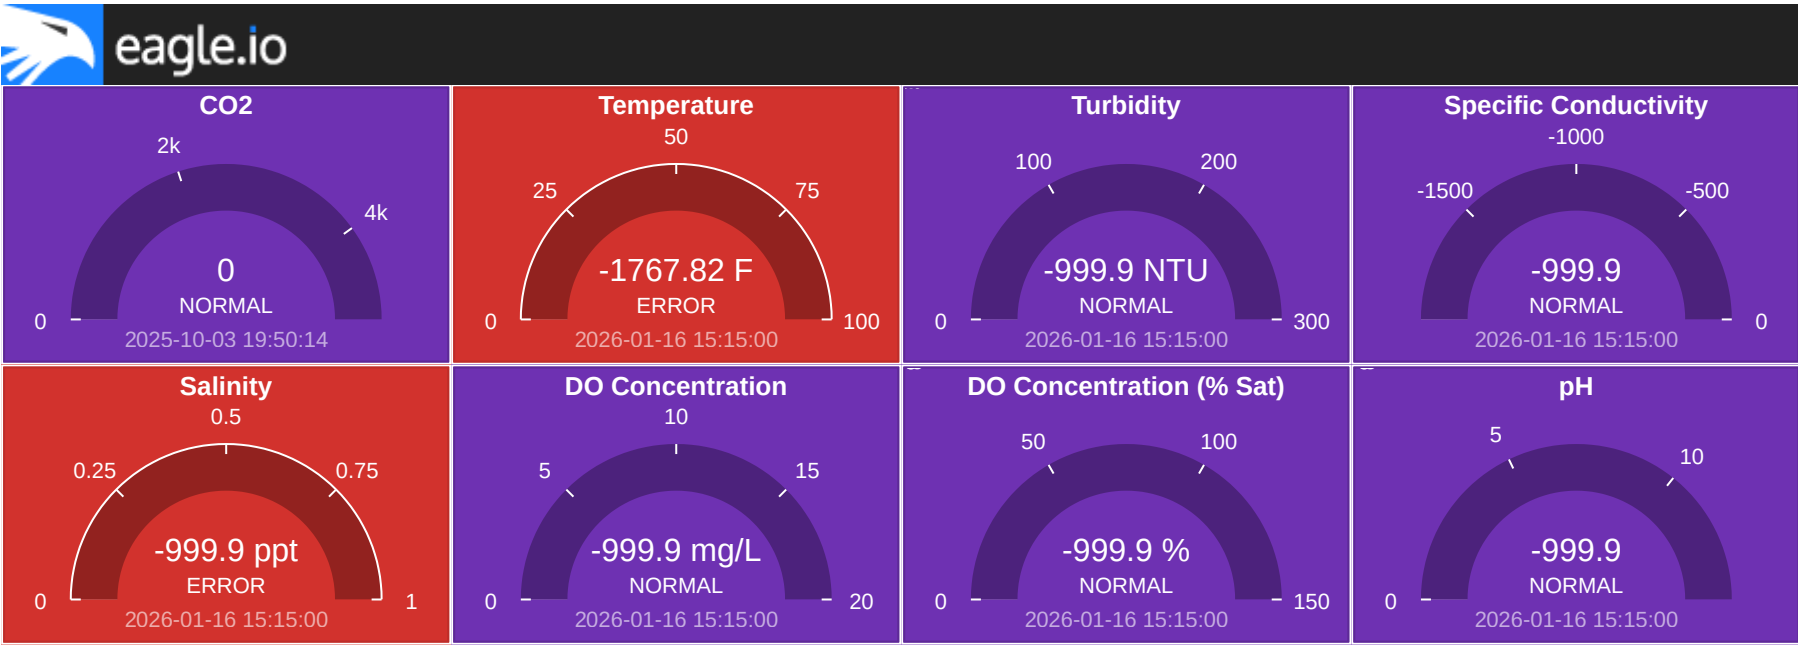 eagle.io
CO2
2k
4k
0
0
NORMAL
2025-10-03 19:50:14
Temperature
50
25
75
-1767.82 F
ERROR
0
100
2026-01-16 15:15:00
Turbidity
100
200
-999.9 NTU
NORMAL
0
300
2026-01-16 15:15:00
Specific Conductivity
-1000
-1500
-500
-999.9
NORMAL
0
2026-01-16 15:15:00
Salinity
0.5
0.25
0.75
-999.9 ppt
ERROR
0
1
2026-01-16 15:15:00
DO Concentration
10
5
15
-999.9 mg/L
NORMAL
0
20
2026-01-16 15:15:00
DO Concentration (% Sat)
50
100
-999.9 %
NORMAL
0
150
2026-01-16 15:15:00
pH
5
10
-999.9
NORMAL
0
2026-01-16 15:15:00